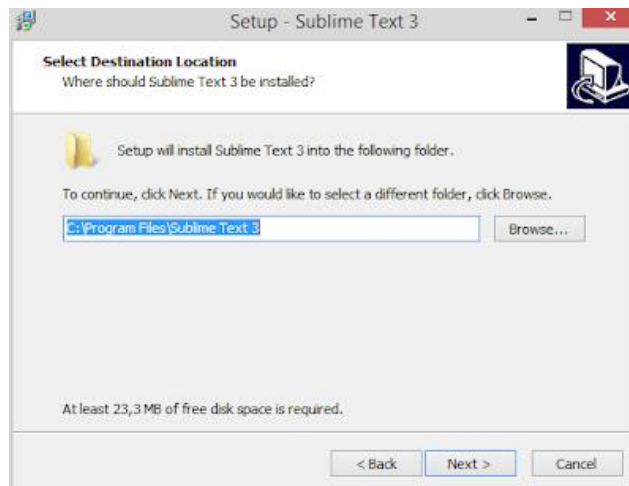 Setup - Sublime Text 3
Select Destination Location
Where should Sublime Text 3 be installed?
Setup will install Sublime Text 3 into the following folder.
To continue, click Next. If you would like to select a different folder, click Browse.
C:\Program Files\Sublime Text 3
Browse...
At least 23,3 MB of free disk space is required.
< Back
Next >
Cancel